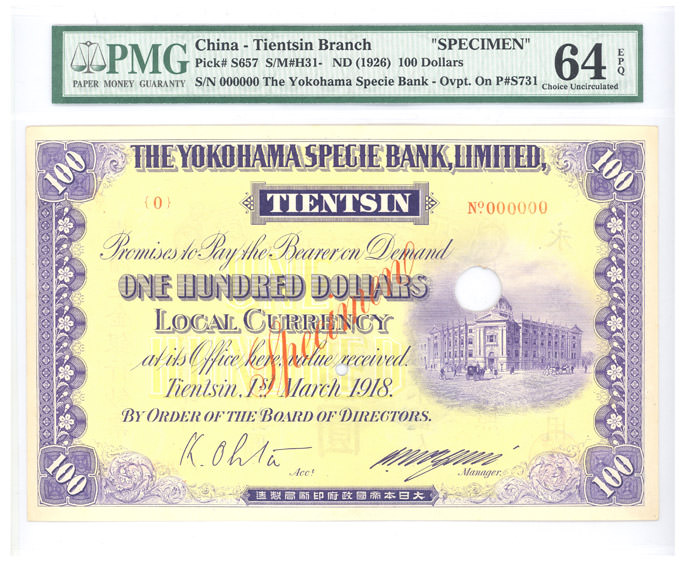 PMG
PAPER MONEY GUARANTY
China - Tientsin Branch "SPECIMEN"
Pick# S657 S/M#H31- ND (1926) 100 Dollars
S/N 000000 The Yokohama Specie Bank - Ovpt. On P#S731
64 EPQ
Choice Uncirculated
100
100
THE YOKOHAMA SPECIE BANK, LIMITED,
{0}
TIENTSIN
No 000000
Promises to Pay the Bearer on Demand
ONE HUNDRED DOLLARS
LOCAL CURRENCY
at its Office here, value received.
Specimen
Tientsin, 1st March 1918.
BY ORDER OF THE BOARD OF DIRECTORS.
K. Ohta
Acct
Manager.
100
100
造製局刷印府政國帝本日大